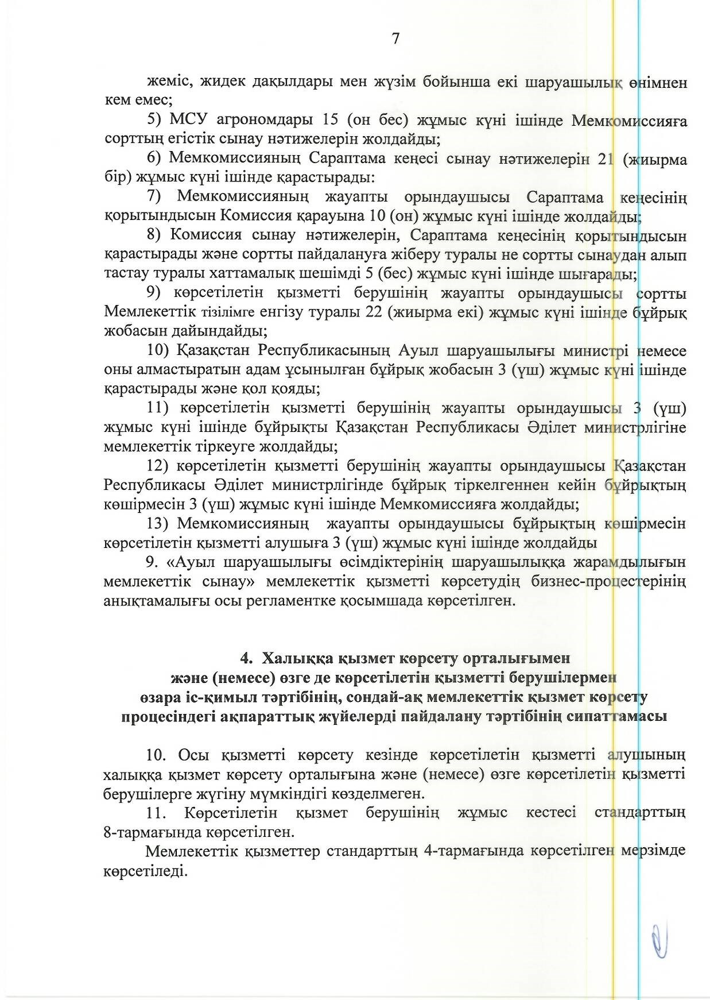 7
жеміс, жидек дақылдары мен жүзім бойынша екі шаруашылық өнімнен
кем емес;
5) МСУ агрономдары 15 (он бес) жұмыс күні ішінде Мемкомиссияға
сорттың егістік сынау нәтижелерін жолдайды;
6) Мемкомиссияның Сараптама кеңесі сынау нәтижелерін 21 (жиырма
бір) жұмыс күні ішінде қарастырады:
7) Мемкомиссияның жауапты орындаушысы Сараптама кеңесінің
қорытындысын Комиссия қарауына 10 (он) жұмыс күні ішінде жолдайды;
8) Комиссия сынау нәтижелерін, Сараптама кеңесінің қорытындысын
қарастырады және сортты пайдалануға жіберу туралы не сортты сынаудан алып
тастау туралы хаттамалық шешімді 5 (бес) жұмыс күні ішінде шығарады;
9) көрсетілетін қызметті берушінің жауапты орындаушысы сортты
Мемлекеттік тізілімге енгізу туралы 22 (жиырма екі) жұмыс күні ішінде бұйрық
жобасын дайындайды;
10) Қазақстан Республикасының Ауыл шаруашылығы министрі немесе
оны алмастыратын адам ұсынылған бұйрық жобасын 3 (үш) жұмыс күні ішінде
қарастырады және қол қояды;
11) көрсетілетін қызметті берушінің жауапты орындаушысы 3 (үш)
жұмыс күні ішінде бұйрықты Қазақстан Республикасы Әділет министрлігіне
мемлекеттік тіркеуге жолдайды;
12) көрсетілетін қызметті берушінің жауапты орындаушысы Қазақстан
Республикасы Әділет министрлігінде бұйрық тіркелгеннен кейін бұйрықтың
көшірмесін 3 (үш) жұмыс күні ішінде Мемкомиссияға жолдайды;
13) Мемкомиссияның жауапты орындаушысы бұйрықтың көшірмесін
көрсетілетін қызметті алушыға 3 (үш) жұмыс күні ішінде жолдайды
9. «Ауыл шаруашылығы өсімдіктерінің шаруашылыққа жарамдылығын
мемлекеттік сынау» мемлекеттік қызметті көрсетудің бизнес-процестерінің
анықтамалығы осы регламентке қосымшада көрсетілген.
4. Халыққа қызмет көрсету орталығымен
және (немесе) өзге де көрсетілетін қызметті берушілермен
өзара іс-қимыл тәртібінің, сондай-ақ мемлекеттік қызмет көрсету
процесіндегі ақпараттық жүйелерді пайдалану тәртібінің сипаттамасы
10. Осы қызметті көрсету кезінде көрсетілетін қызметті алушының
халыққа қызмет көрсету орталығына және (немесе) өзге көрсетілетін қызметті
берушілерге жүгіну мүмкіндігі көзделмеген.
11. Көрсетілетін қызмет берушінің жұмыс кестесі стандарттың
8-тармағында көрсетілген.
Мемлекеттік қызметтер стандарттың 4-тармағында көрсетілген мерзімде
көрсетіледі.